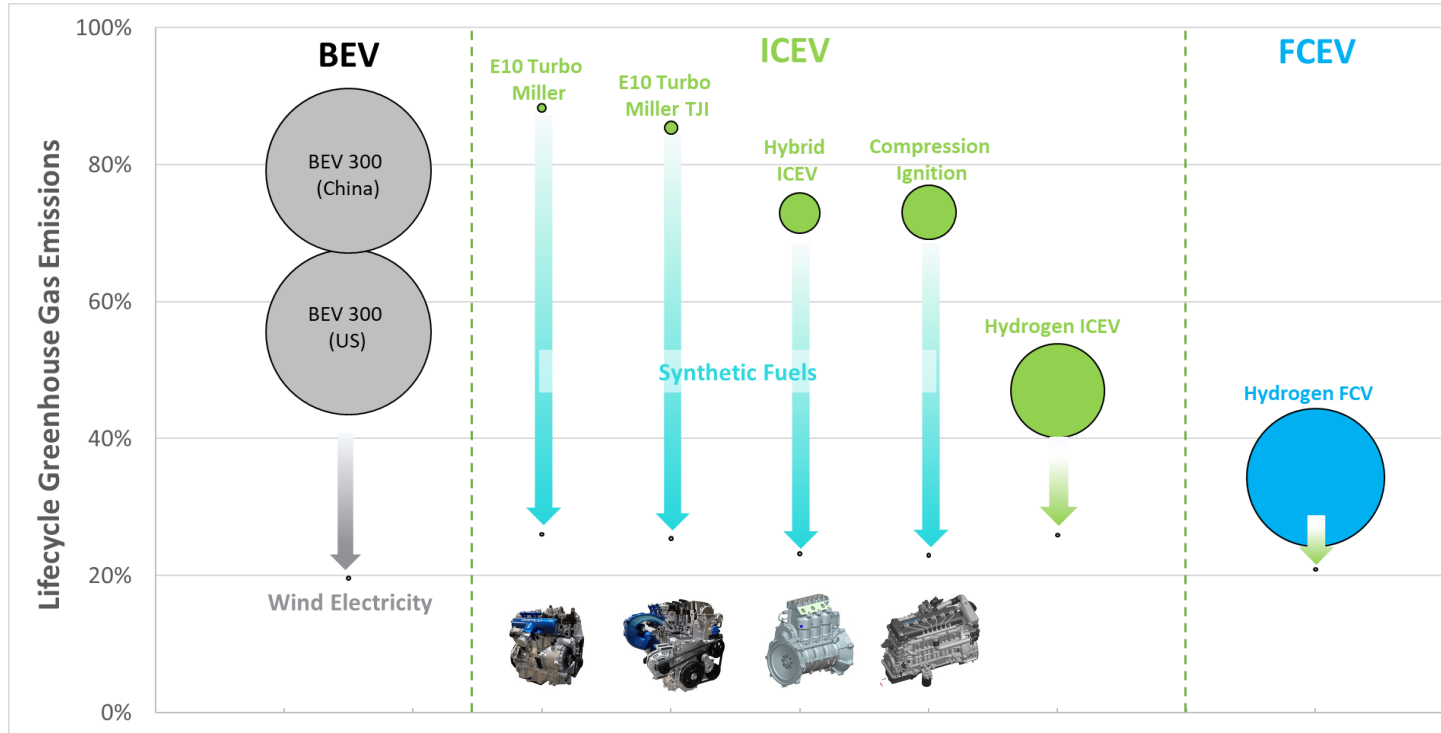 100%
80%
60%
40%
20%
0%
Lifecycle Greenhouse Gas Emissions
BEV
BEV 300
(China)
BEV 300
(US)
Wind Electricity
ICEV
E10 Turbo
Miller
E10 Turbo
Miller TJI
Hybrid
ICEV
Compression
Ignition
Synthetic Fuels
Hydrogen ICEV
FCEV
Hydrogen FCV